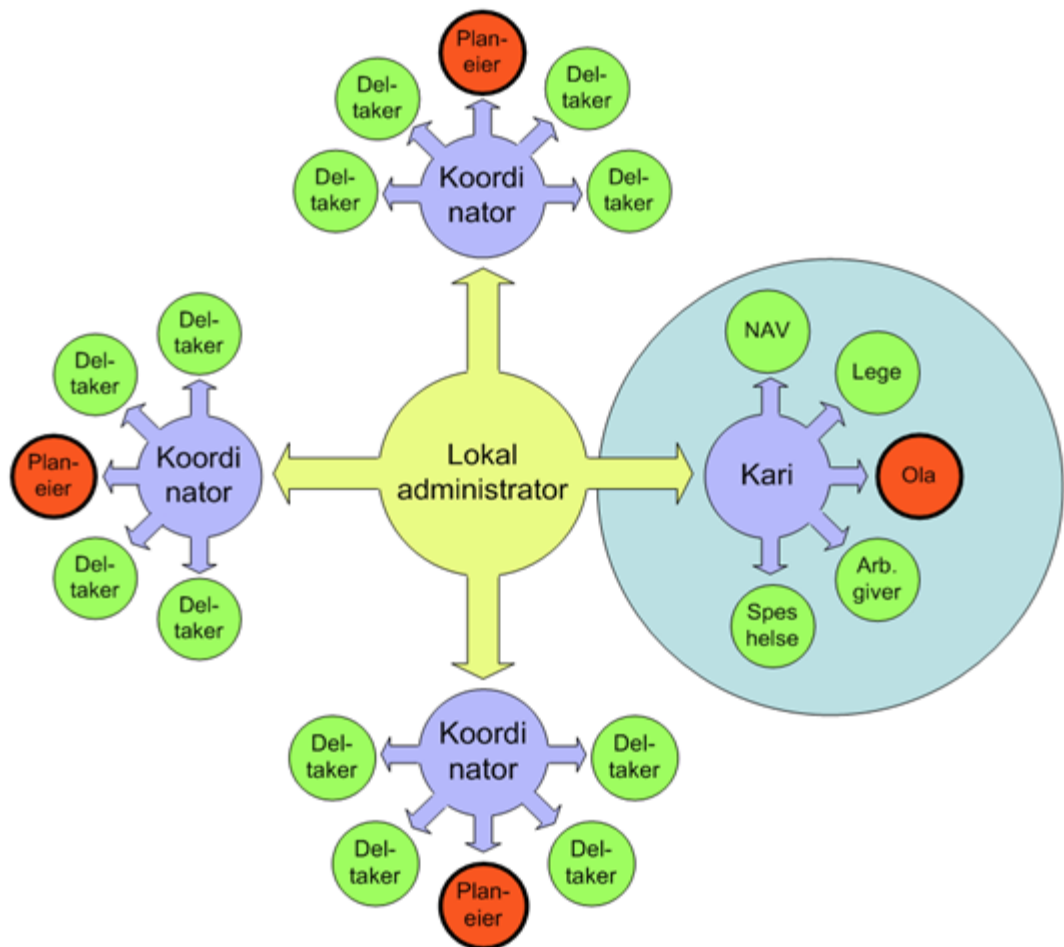 Plan-
eier
Del-
taker
Del-
taker
Del-
taker
Del-
taker
Koordi
nator
Del-
taker
Del-
taker
Plan-
eier
Del-
taker
Del-
taker
Koordi
nator
Lokal
administrator
NAV
Lege
Kari
Ola
Arb.
giver
Spes
helse
Koordi
nator
Del-
taker
Del-
taker
Del-
taker
Del-
taker
Plan-
eier